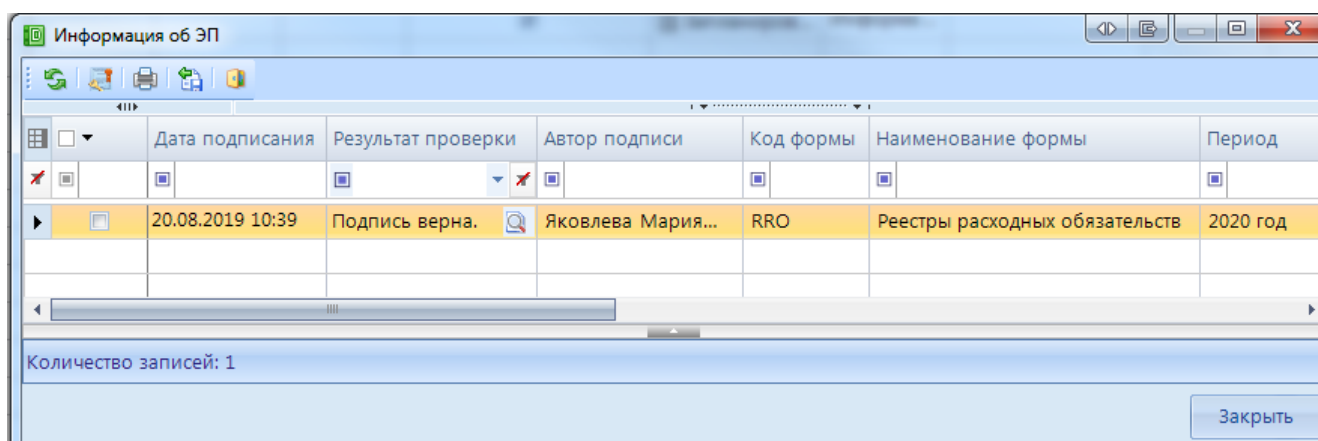 Информация об ЭП
Дата подписания Результат проверки Автор подписи Код формы Наименование формы Период
20.08.2019 10:39 Подпись верна. Яковлева Мария... RRO Реестры расходных обязательств 2020 год
Количество записей: 1
Закрыть